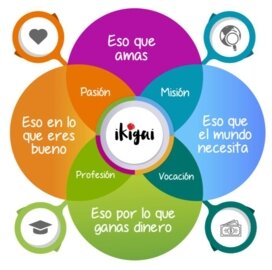 Eso que
amas
Pasión
Misión
Eso en lo
que eres
bueno
ikigai
Eso que
el mundo
necesita
Profesión
Vocación
Eso por lo que
ganas dinero